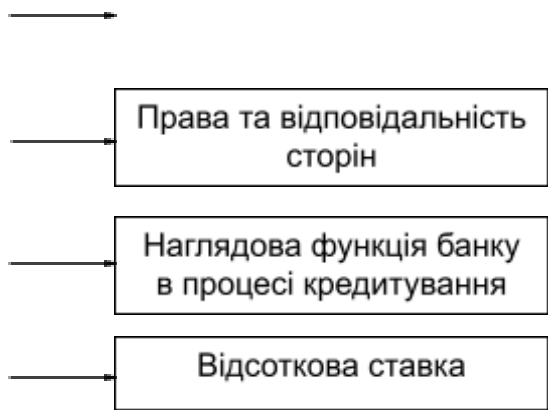 Права та відповідальність
сторін
Наглядова функція банку
в процесі кредитування
Відсоткова ставка